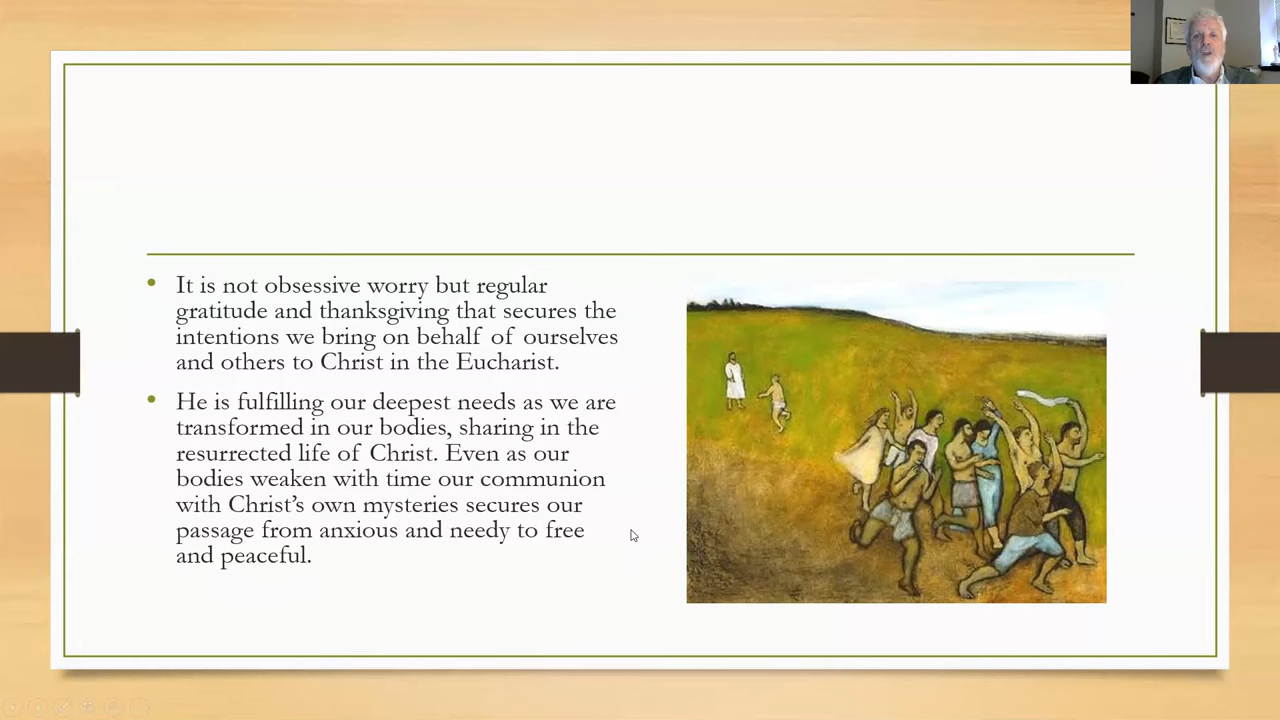 It is not obsessive worry but regular
gratitude and thanksgiving that secures the
intentions we bring on behalf of ourselves
and others to Christ in the Eucharist.
He is fulfilling our deepest needs as we are
transformed in our bodies, sharing in the
resurrected life of Christ. Even as our
bodies weaken with time our communion
with Christ’s own mysteries secures our
passage from anxious and needy to free
and peaceful.